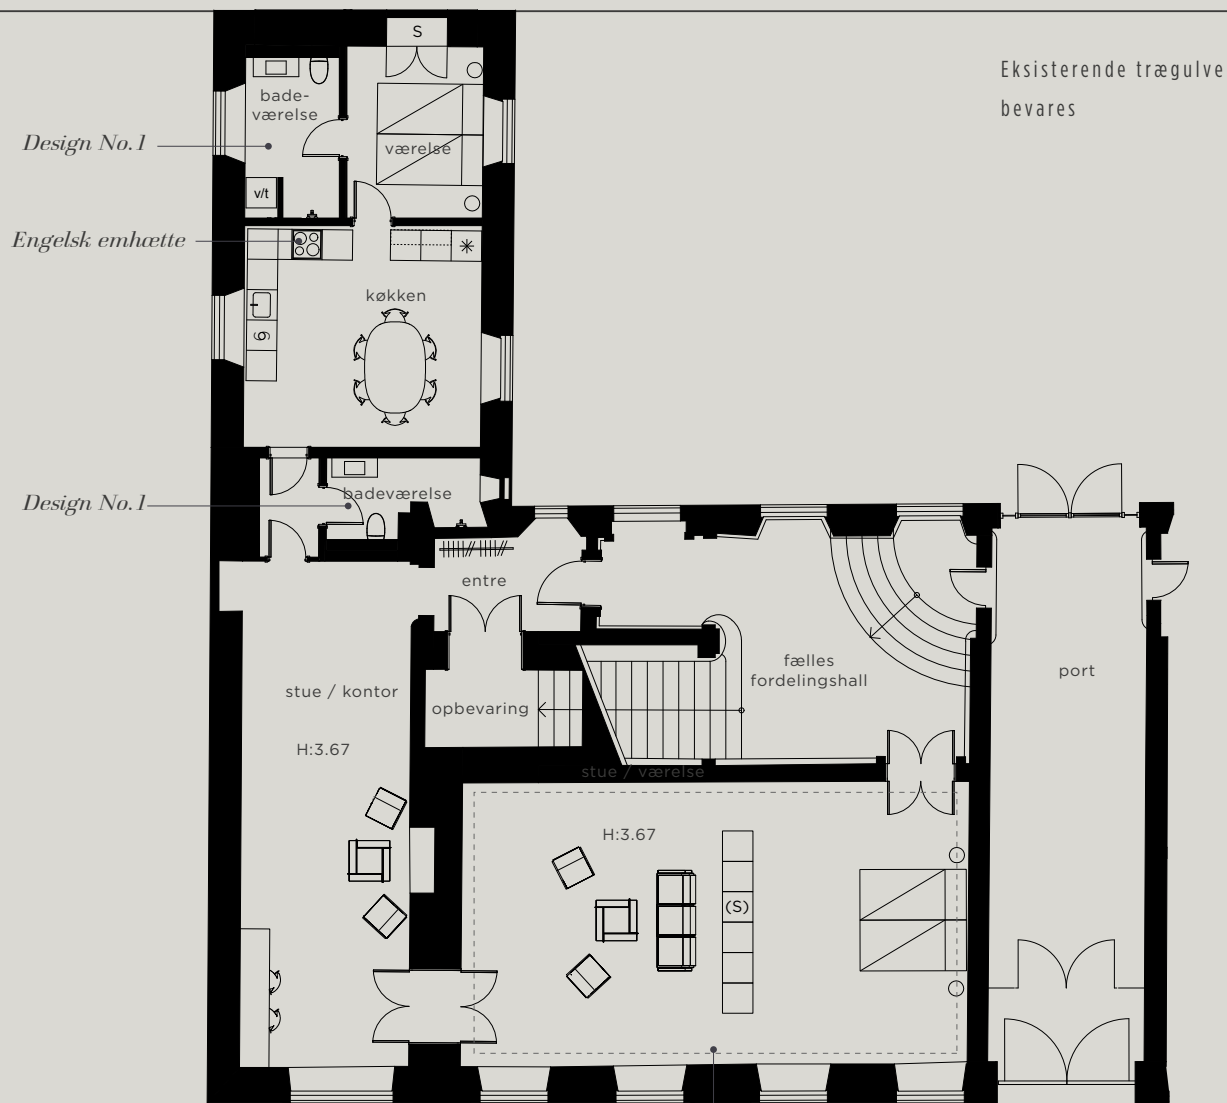 S
Eksisterende trægulve
bevares
bade-
værelse
Design No.1
værelse
v/t
Engelsk emhætte
køkken
Design No.1
badeværelse
entre
fælles
fordelingshall
port
stue / kontor
opbevaring
H:3.67
stue / værelse
H:3.67
(S)